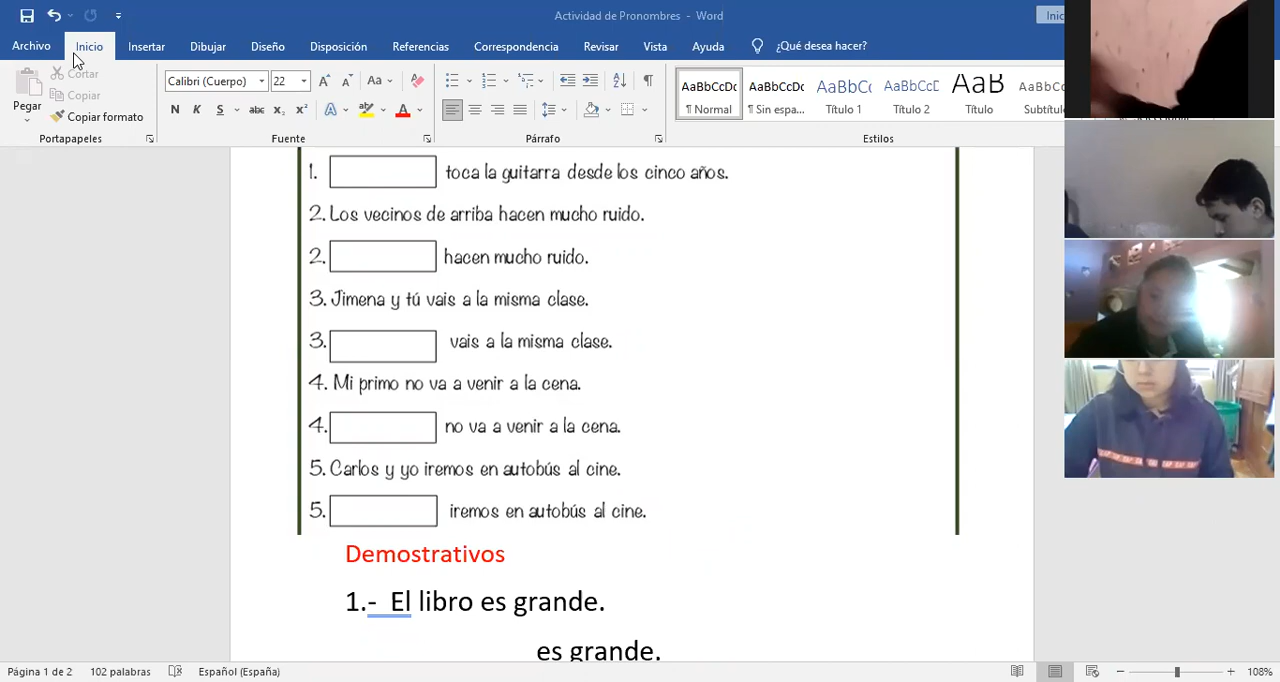 Actividad de Pronombres - Word
Archivo Inicio Insertar Dibujar Diseño Disposición Referencias Correspondencia Revisar Vista Ayuda ¿Qué desea hacer?
Pegar
Cortar
Copiar
Copiar formato
Portapapeles
Calibri (Cuerpo) 22
Fuente
Párrafo
AaBbCcDc AaBbCcDc AaBbCc AaBbCcD AaB
¶ Normal ¶ Sin espa... Título 1 Título 2 Título
Estilos
1. toca la guitarra desde los cinco años.
2. Los vecinos de arriba hacen mucho ruido.
2. hacen mucho ruido.
3. Jimena y tú vais a la misma clase.
3. vais a la misma clase.
4. Mi primo no va a venir a la cena.
4. no va a venir a la cena.
5. Carlos y yo iremos en autobús al cine.
5. iremos en autobús al cine.
Demostrativos
1.- El libro es grande.
es grande.
Página 1 de 2 102 palabras Español (España) 108%